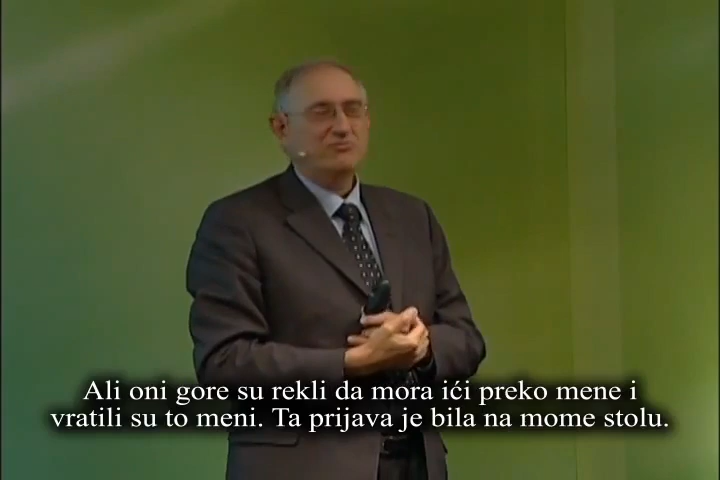 Ali oni gore su rekli da mora ići preko mene i
vratili su to meni. Ta prijava je bila na mome stolu.